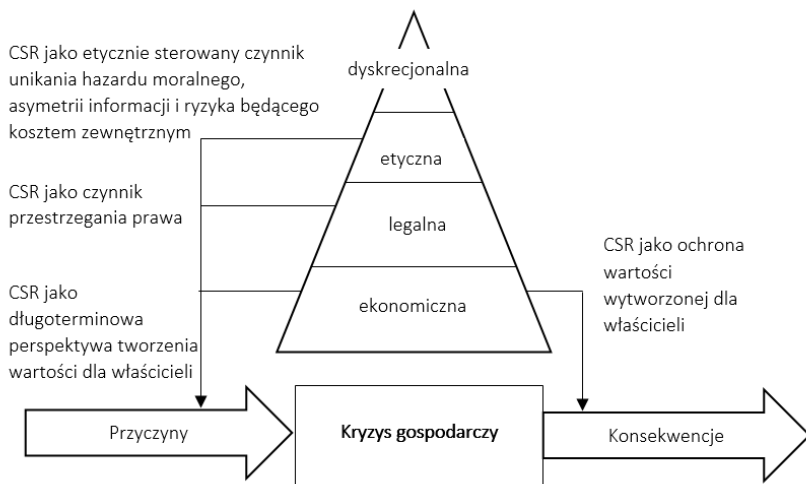 CSR jako etycznie sterowany czynnik
unikania hazardu moralnego,
asymetrii informacji i ryzyka będącego
kosztem zewnętrznym
CSR jako czynnik
przestrzegania prawa
CSR jako
długoterminowa
perspektywa tworzenia
wartości dla właścicieli
dyskrecjonalna
etyczna
legalna
ekonomiczna
CSR jako ochrona
wartości
wytworzonej dla
właścicieli
Przyczyny
Kryzys gospodarczy
Konsekwencje